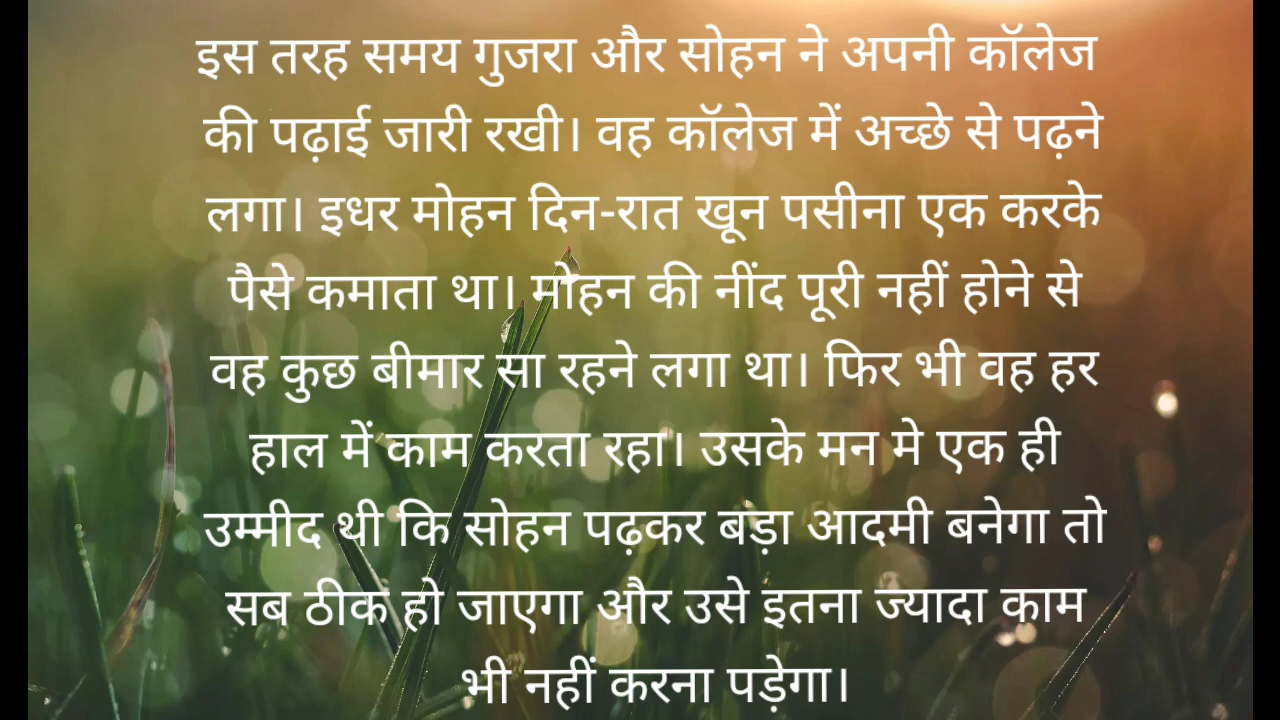 इस तरह समय गुजरा और सोहन ने अपनी कॉलेज
की पढ़ाई जारी रखी। वह कॉलेज में अच्छे से पढ़ने
लगा। इधर मोहन दिन-रात खून पसीना एक करके
पैसे कमाता था। मोहन की नींद पूरी नहीं होने से
वह कुछ बीमार सा रहने लगा था। फिर भी वह हर
हाल में काम करता रहा। उसके मन मे एक ही
उम्मीद थी कि सोहन पढ़कर बड़ा आदमी बनेगा तो
सब ठीक हो जाएगा और उसे इतना ज्यादा काम
भी नहीं करना पड़ेगा।